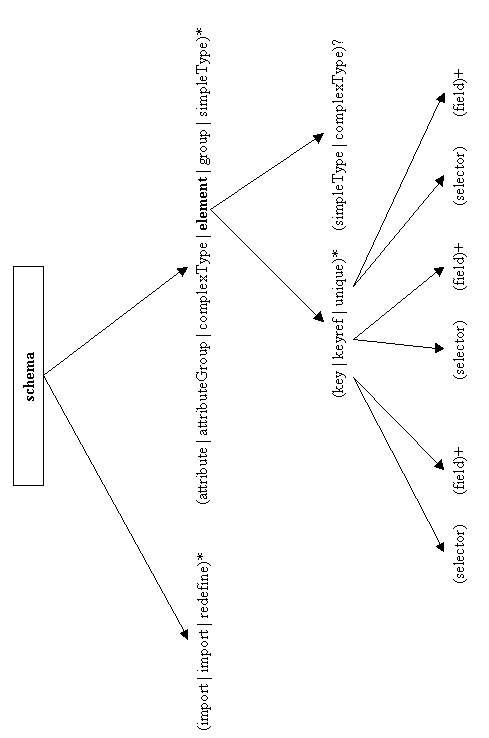 schema
(import | import | redefine)*
(attribute | attributeGroup | complexType | element | group | simpleType)*
(key | keyref | unique)*
(simpleType | complexType)?
(selector)
(field)+
(selector)
(field)+
(selector)
(field)+